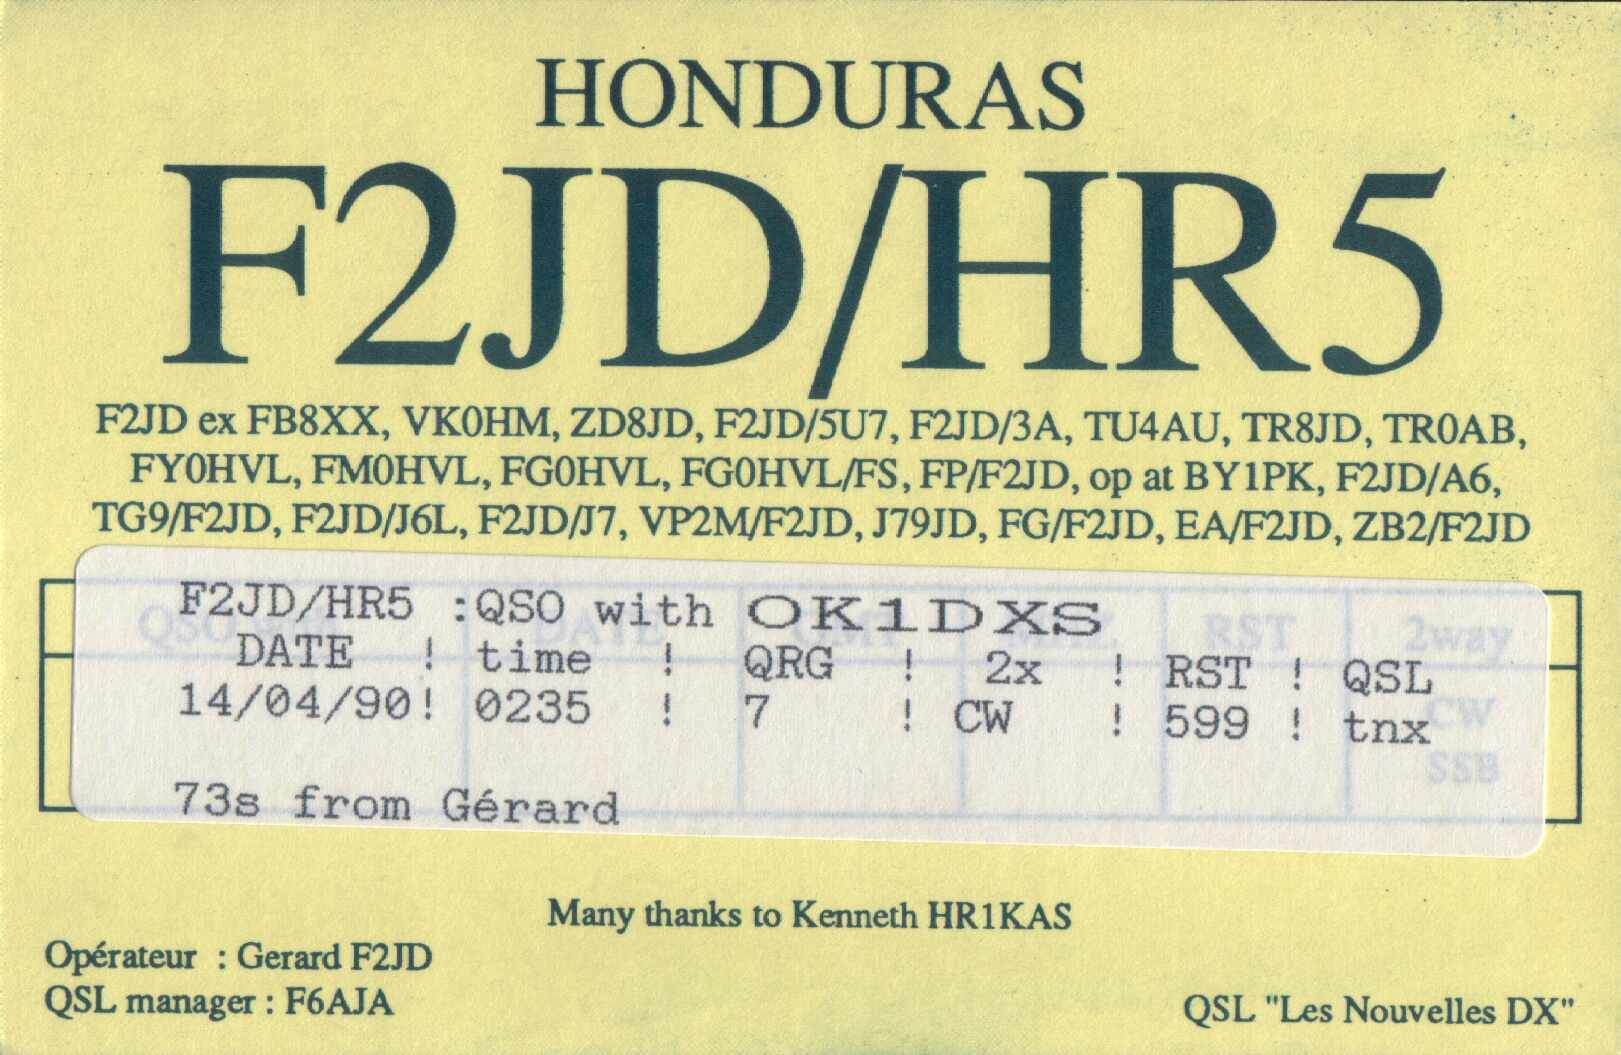 HONDURAS
F2JD/HR5
F2JD ex FB8XX, VK0HM, ZD8JD, F2JD/5U7, F2JD/3A, TU4AU, TR8JD, TR0AB,
FY0HVL, FM0HVL, FG0HVL, FG0HVL/FS, FP/F2JD, op at BY1PK, F2JD/A6,
TG9/F2JD, F2JD/J6L, F2JD/J7, VP2M/F2JD, J79JD, FG/F2JD, EA/F2JD, ZB2/F2JD
F2JD/HR5 :QSO with OK1DXS
DATE ! time ! QRG ! 2x ! RST ! QSL
14/04/90! 0235 ! 7 ! CW ! 599 ! tnx
73s from Gérard
RST 2way
CW
SSB
Many thanks to Kenneth HR1KAS
Opérateur : Gerard F2JD
QSL manager : F6AJA
QSL "Les Nouvelles DX"